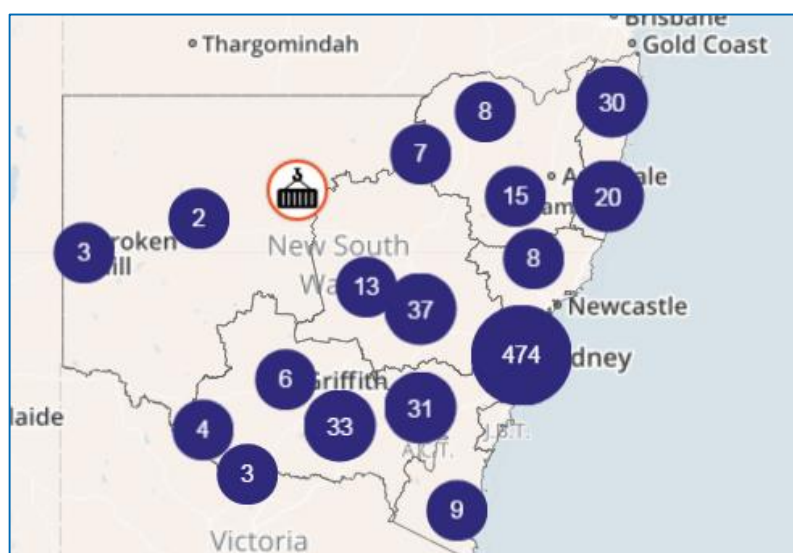 Brisbane
Thargomindah
Gold Coast
8
30
7
15
20
2
3
New South
8
13
37
Newcastle
474
6
Griffith
31
33
4
J.B.T.
A.C.T.
3
9
Victoria